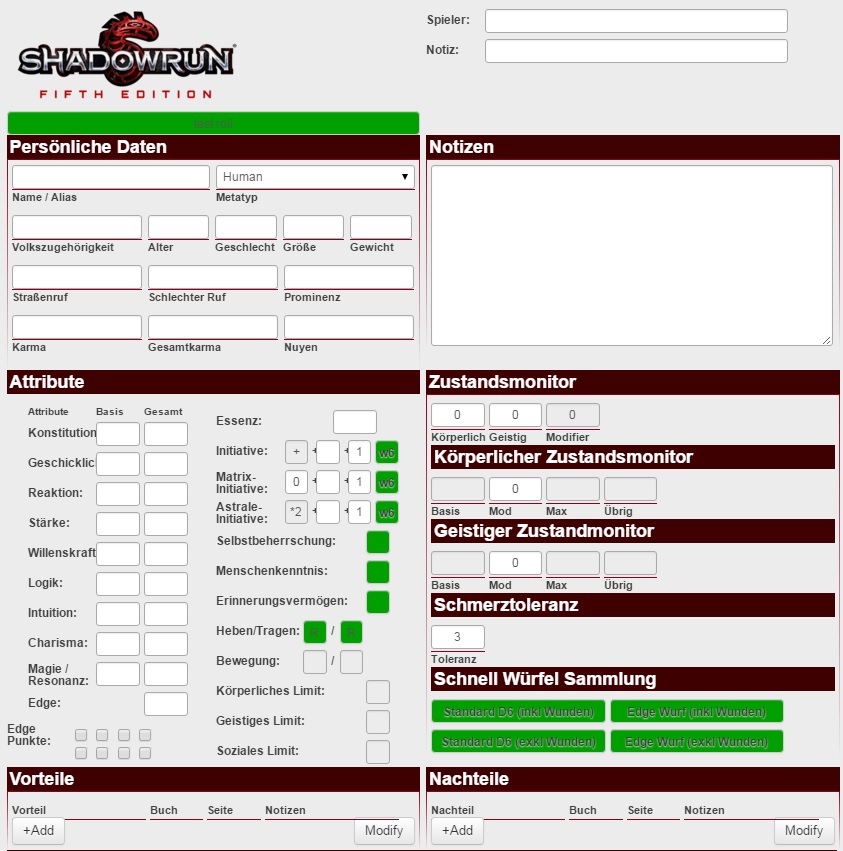 SHADOWRUN
FIFTH EDITION
Spieler:
Notiz:
Persönliche Daten
Human
Name / Alias Metatyp
Volkszugehörigkeit Alter Geschlecht Größe Gewicht
Straßenruf Schlechter Ruf Prominenz
Karma Gesamtkarma Nuyen
Notizen
Attribute
Attribute Basis Gesamt
Konstitution
Geschicklic
Reaktion:
Stärke:
Willenskraft
Logik:
Intuition:
Charisma:
Magie /
Resonanz:
Edge:
Edge
Punkte:
Essenz:
Initiative: + + + 1 w6
Matrix-
Initiative: 0 + + 1 w6
Astrale-
Initiative: *2 + + 1 w6
Selbstbeherrschung:
Menschenkenntnis:
Erinnerungsvermögen:
Heben/Tragen: /
Bewegung: /
Körperliches Limit:
Geistiges Limit:
Soziales Limit:
Zustandsmonitor
0 0 0
Körperlich Geistig Modifier
Körperlicher Zustandsmonitor
0
Basis Mod Max Übrig
Geistiger Zustandmonitor
0
Basis Mod Max Übrig
Schmerztoleranz
3
Toleranz
Schnell Würfel Sammlung
Standard D6 (inkl Wunden) Edge Wurf (inkl Wunden)
Standard D6 (exkl Wunden) Edge Wurf (exkl Wunden)
Vorteile
Vorteil Buch Seite Notizen
+Add Modify
Nachteile
Nachteil Buch Seite Notizen
+Add Modify